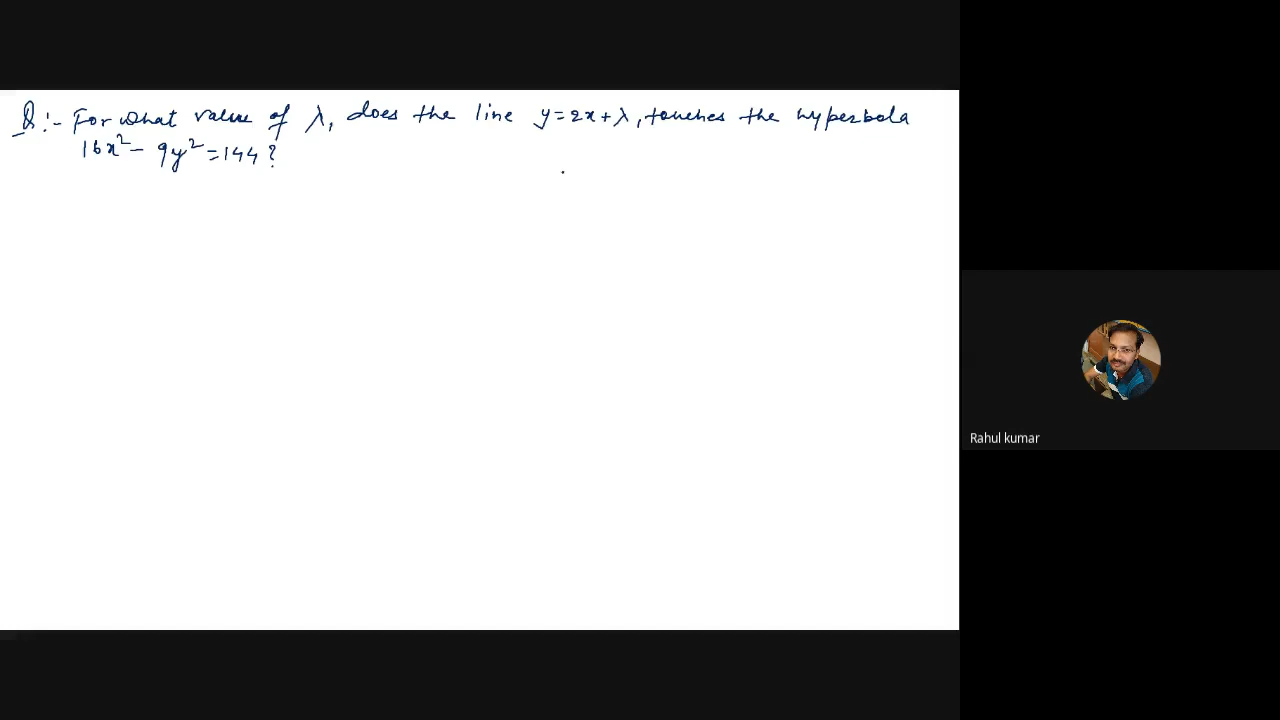 Q:- For what value of λ, does the line y=2x+λ, touches the hyperbola
16x²- 9y²=144?
Rahul kumar